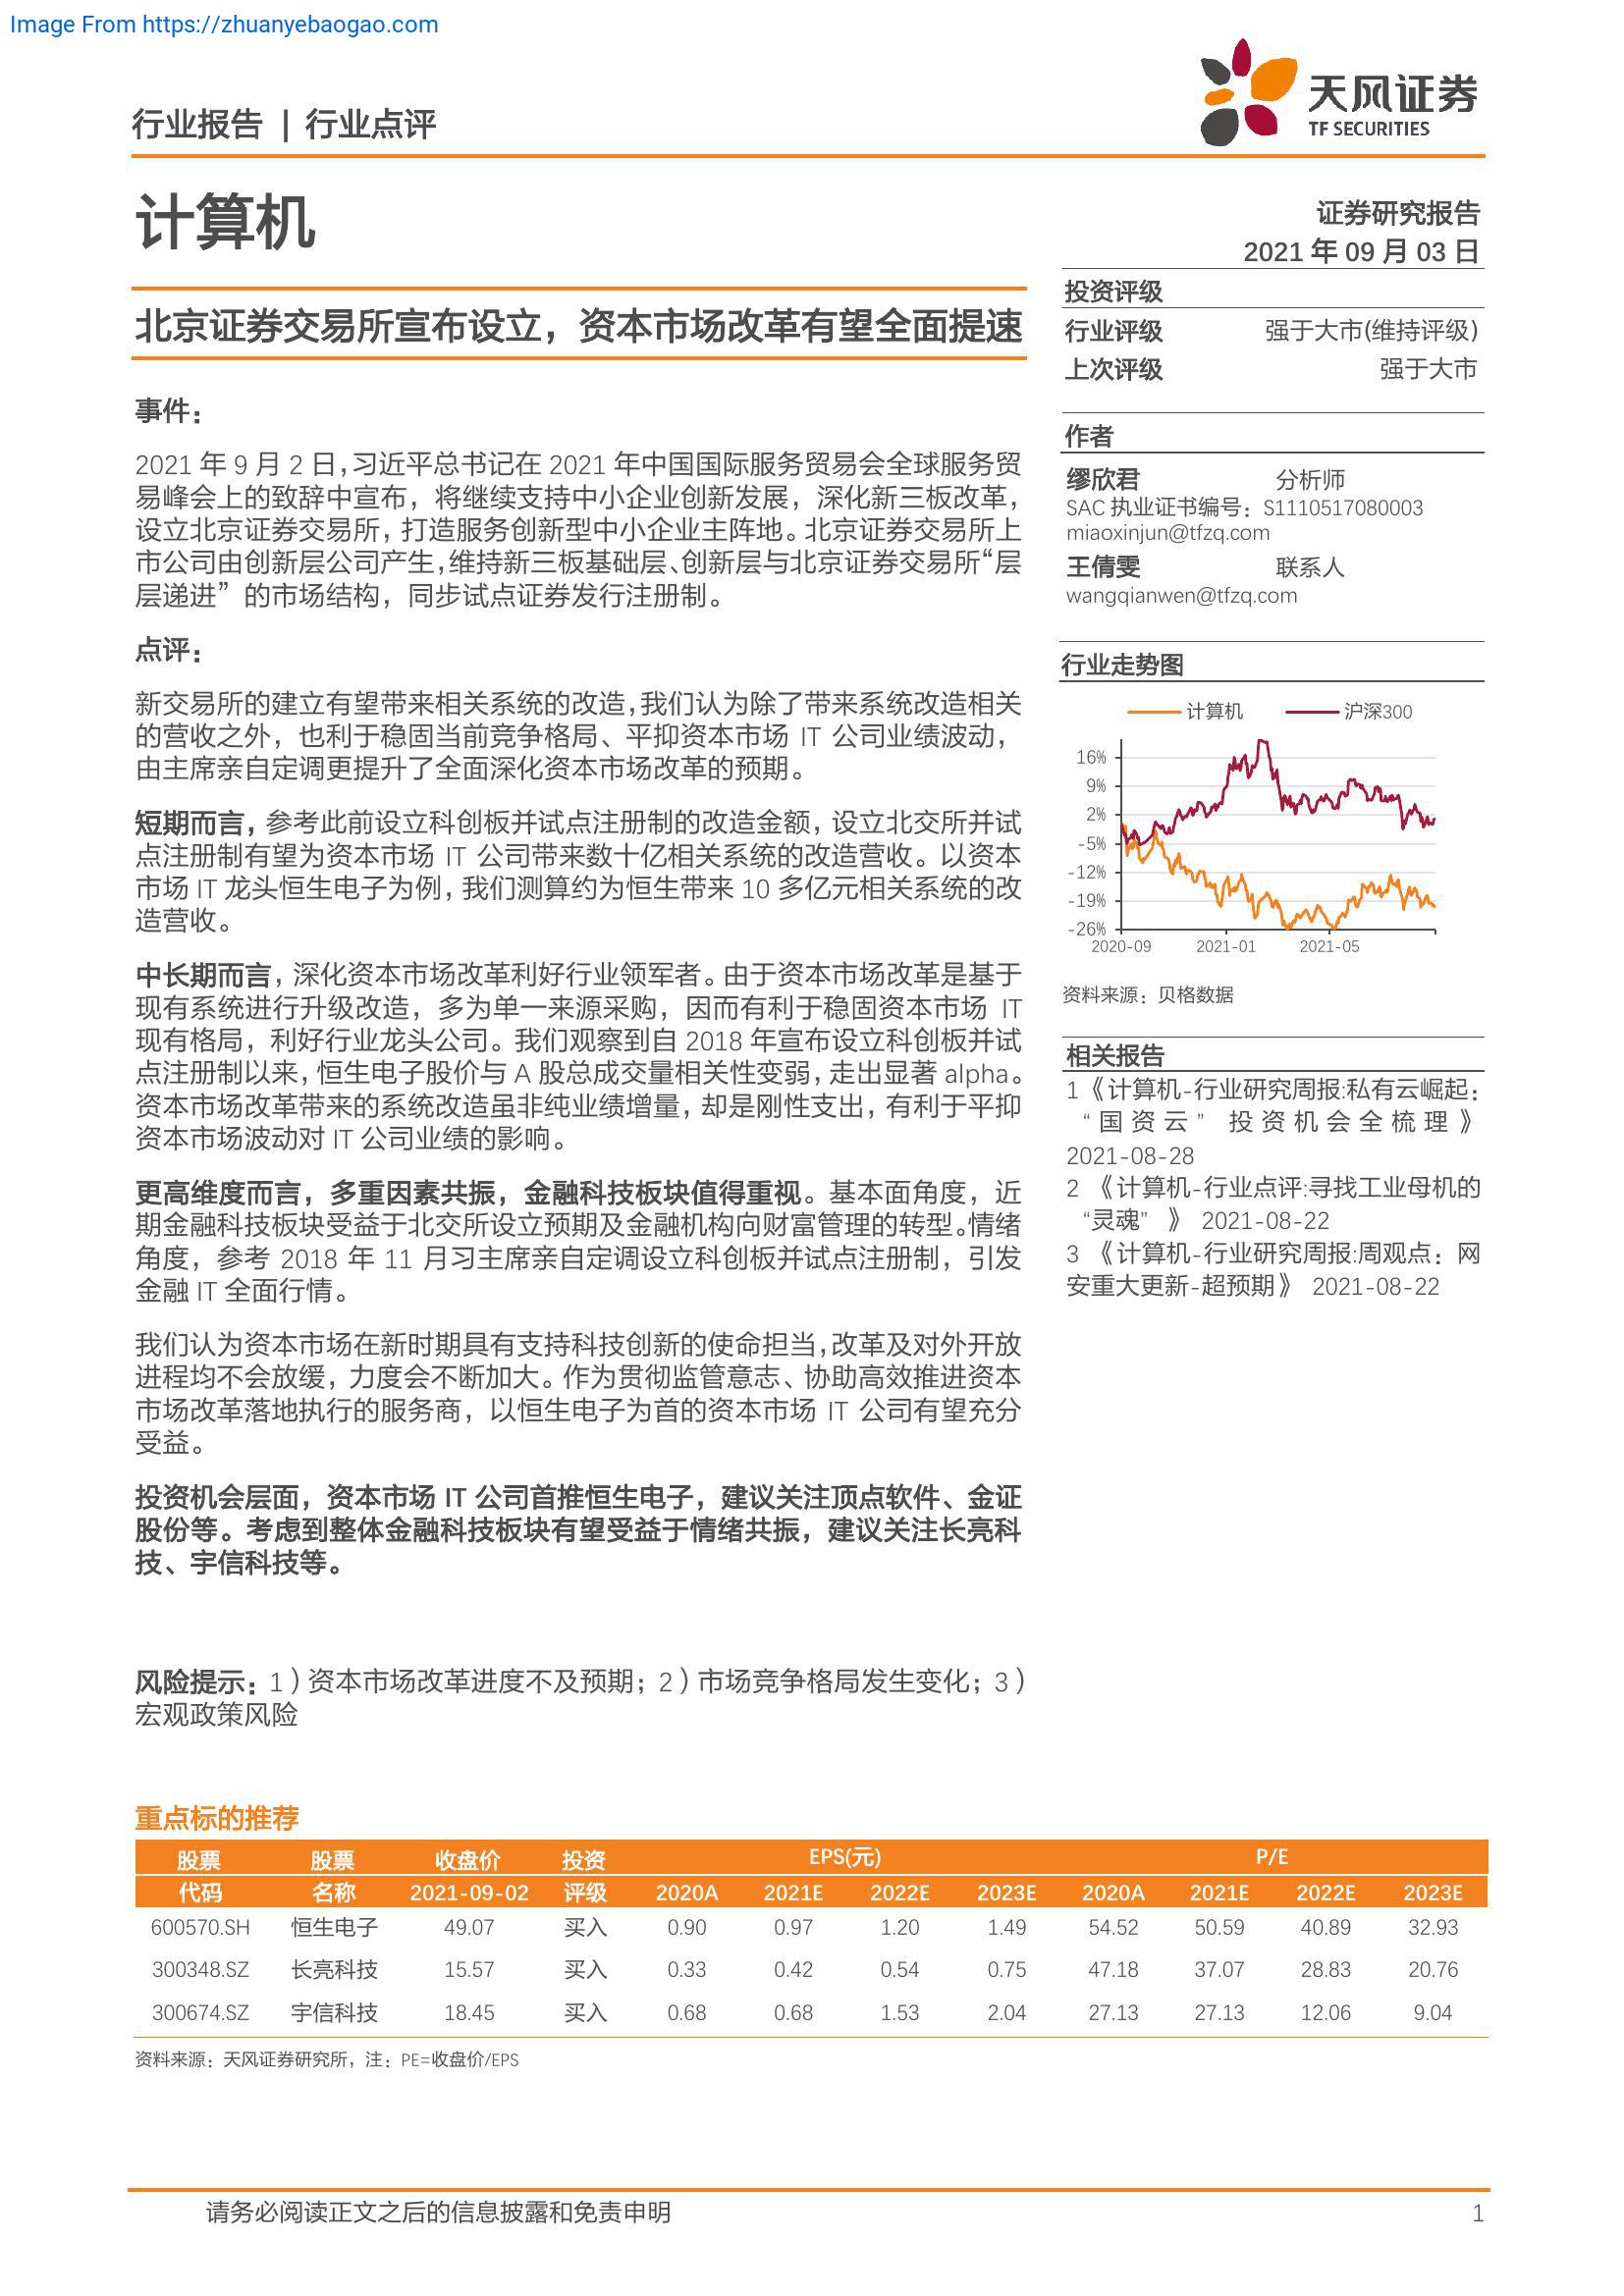 Image From https://zhuanyebaogao.com
行业报告 | 行业点评
天风证券
TF SECURITIES
计算机
证券研究报告
2021 年 09 月 03 日
北京证券交易所宣布设立，资本市场改革有望全面提速
投资评级
行业评级 强于大市(维持评级)
上次评级 强于大市
事件：
2021 年 9 月 2 日，习近平总书记在 2021 年中国国际服务贸易会全球服务贸
易峰会上的致辞中宣布，将继续支持中小企业创新发展，深化新三板改革，
设立北京证券交易所，打造服务创新型中小企业主阵地。北京证券交易所上
市公司由创新层公司产生，维持新三板基础层、创新层与北京证券交易所“层
层递进”的市场结构，同步试点证券发行注册制。
点评：
新交易所的建立有望带来相关系统的改造，我们认为除了带来系统改造相关
的营收之外，也利于稳固当前竞争格局、平抑资本市场 IT 公司业绩波动，
由主席亲自定调更提升了全面深化资本市场改革的预期。
短期而言，参考此前设立科创板并试点注册制的改造金额，设立北交所并试
点注册制有望为资本市场 IT 公司带来数十亿相关系统的改造营收。以资本
市场 IT 龙头恒生电子为例，我们测算约为恒生带来 10 多亿元相关系统的改
造营收。
中长期而言，深化资本市场改革利好行业领军者。由于资本市场改革是基于
现有系统进行升级改造，多为单一来源采购，因而有利于稳固资本市场 IT
现有格局，利好行业龙头公司。我们观察到自 2018 年宣布设立科创板并试
点注册制以来，恒生电子股价与 A 股总成交量相关性变弱，走出显著 alpha。
资本市场改革带来的系统改造虽非纯业绩增量，却是刚性支出，有利于平抑
资本市场波动对 IT 公司业绩的影响。
更高维度而言，多重因素共振，金融科技板块值得重视。基本面角度，近
期金融科技板块受益于北交所设立预期及金融机构向财富管理的转型。情绪
角度，参考 2018 年 11 月习主席亲自定调设立科创板并试点注册制，引发
金融 IT 全面行情。
我们认为资本市场在新时期具有支持科技创新的使命担当，改革及对外开放
进程均不会放缓，力度会不断加大。作为贯彻监管意志、协助高效推进资本
市场改革落地执行的服务商，以恒生电子为首的资本市场 IT 公司有望充分
受益。
投资机会层面，资本市场 IT 公司首推恒生电子，建议关注顶点软件、金证
股份等。考虑到整体金融科技板块有望受益于情绪共振，建议关注长亮科
技、宇信科技等。
风险提示：1）资本市场改革进度不及预期；2）市场竞争格局发生变化；3）
宏观政策风险
作者
缪欣君 分析师
SAC 执业证书编号：S1110517080003
miaoxinjun@tfzq.com
王倩雯 联系人
wangqianwen@tfzq.com
行业走势图
计算机 沪深300
16%
9%
2%
-5%
-12%
-19%
-26%
2020-09 2021-01 2021-05
资料来源：贝格数据
相关报告
1《计算机-行业研究周报:私有云崛起：
“国资云” 投资机会全梳理》
2021-08-28
2 《计算机-行业点评:寻找工业母机的
“灵魂” 》 2021-08-22
3 《计算机-行业研究周报:周观点：网
安重大更新-超预期》 2021-08-22
重点标的推荐
股票 股票 收盘价 投资 EPS(元) P/E
代码 名称 2021-09-02 评级 2020A 2021E 2022E 2023E 2020A 2021E 2022E 2023E
600570.SH 恒生电子 49.07 买入 0.90 0.97 1.20 1.49 54.52 50.59 40.89 32.93
300348.SZ 长亮科技 15.57 买入 0.33 0.42 0.54 0.75 47.18 37.07 28.83 20.76
300674.SZ 宇信科技 18.45 买入 0.68 0.68 1.53 2.04 27.13 27.13 12.06 9.04
资料来源：天风证券研究所，注：PE=收盘价/EPS
请务必阅读正文之后的信息披露和免责申明 1